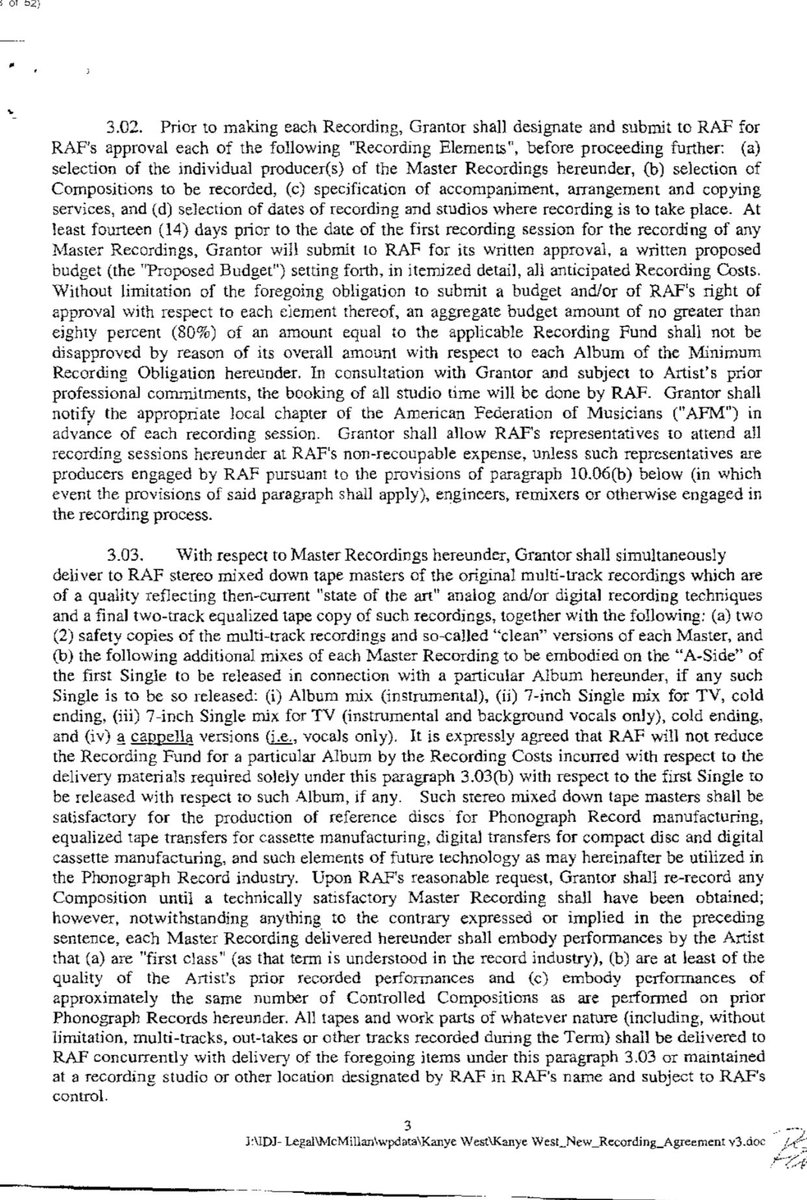 of 52)
3.02. Prior to making each Recording, Grantor shall designate and submit to RAF for
RAF's approval each of the following "Recording Elements", before proceeding further: (a)
selection of the individual producer(s) of the Master Recordings hereunder, (b) selection of
Compositions to be recorded, (c) specification of accompaniment, arrangement and copying
services, and (d) selection of dates of recording and studios where recording is to take place. At
least fourteen (14) days prior to the date of the first recording session for the recording of any
Master Recordings, Grantor will submit to RAF for its written approval, a written proposed
budget (the "Proposed Budget") setting forth, in itemized detail, all anticipated Recording Costs.
Without limitation of the foregoing obligation to submit a budget and/or of RAF's right of
approval with respect to each element thereof, an aggregate budget amount of no greater than
eighty percent (80%) of an amount equal to the applicable Recording Fund shall not be
disapproved by reason of its overall amount with respect to each Album of the Minimum
Recording Obligation hereunder. In consultation with Grantor and subject to Artist's prior
professional commitments, the booking of all studio time will be done by RAF. Grantor shall
notify the appropriate local chapter of the American Federation of Musicians ("AFM") in
advance of each recording session. Grantor shall allow RAF's representatives to attend all
recording sessions hereunder at RAF's non-recoupable expense, unless such representatives are
producers engaged by RAF pursuant to the provisions of paragraph 10.06(b) below (in which
event the provisions of said paragraph shall apply), engineers, remixers or otherwise engaged in
the recording process.
3.03. With respect to Master Recordings hereunder, Grantor shall simultaneously
deliver to RAF stereo mixed down tape masters of the original multi-track recordings which are
of a quality reflecting then-current "state of the art" analog and/or digital recording techniques
and a final two-track equalized tape copy of such recordings, together with the following: (a) two
(2) safety copies of the multi-track recordings and so-called “clean” versions of each Master, and
(b) the following additional mixes of each Master Recording to be embodied on the “A-Side” of
the first Single to be released in connection with a particular Album hereunder, if any such
Single is to be so released: (i) Album mix (instrumental), (ii) 7-inch Single mix for TV, cold
ending, (iii) 7-inch Single mix for TV (instrumental and background vocals only), cold ending,
and (iv) a cappella versions (i.e., vocals only). It is expressly agreed that RAF will not reduce
the Recording Fund for a particular Album by the Recording Costs incurred with respect to the
delivery materials required solely under this paragraph 3.03(b) with respect to the first Single to
be released with respect to such Album, if any. Such stereo mixed down tape masters shall be
satisfactory for the production of reference discs for Phonograph Record manufacturing,
equalized tape transfers for cassette manufacturing, digital transfers for compact disc and digital
cassette manufacturing, and such elements of future technology as may hereinafter be utilized in
the Phonograph Record industry. Upon RAF's reasonable request, Grantor shall re-record any
Composition until a technically satisfactory Master Recording shall have been obtained;
however, notwithstanding anything to the contrary expressed or implied in the preceding
sentence, each Master Recording delivered hereunder shall embody performances by the Artist
that (a) are "first class" (as that term is understood in the record industry), (b) are at least of the
quality of the Artist's prior recorded performances and (c) embody performances of
approximately the same number of Controlled Compositions as are performed on prior
Phonograph Records hereunder. All tapes and work parts of whatever nature (including, without
limitation, multi-tracks, out-takes or other tracks recorded during the Term) shall be delivered to
RAF concurrently with delivery of the foregoing items under this paragraph 3.03 or maintained
at a recording studio or other location designated by RAF in RAF's name and subject to RAF's
control.
3
J:\IDJ- Legal\McMillan\wpdata\Kanye West\Kanye West_New_Recording_Agreement v3.doc